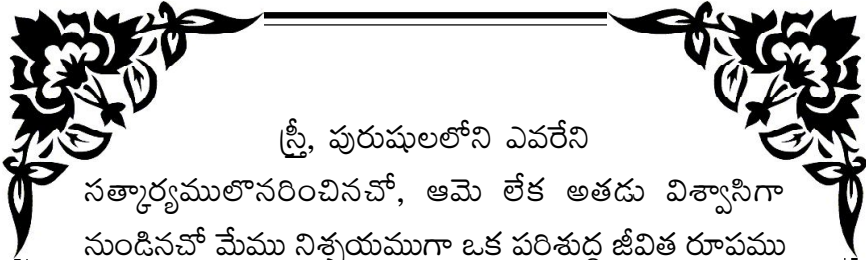 స్త్రీ, పురుషులలోని ఎవరేని
సత్కార్యములొనరించినచో, ఆమె లేక అతడు విశ్వాసిగా
నుండినచో మేము నిశ్చయముగా ఒక పరిశుద్ధ జీవిత రూపము